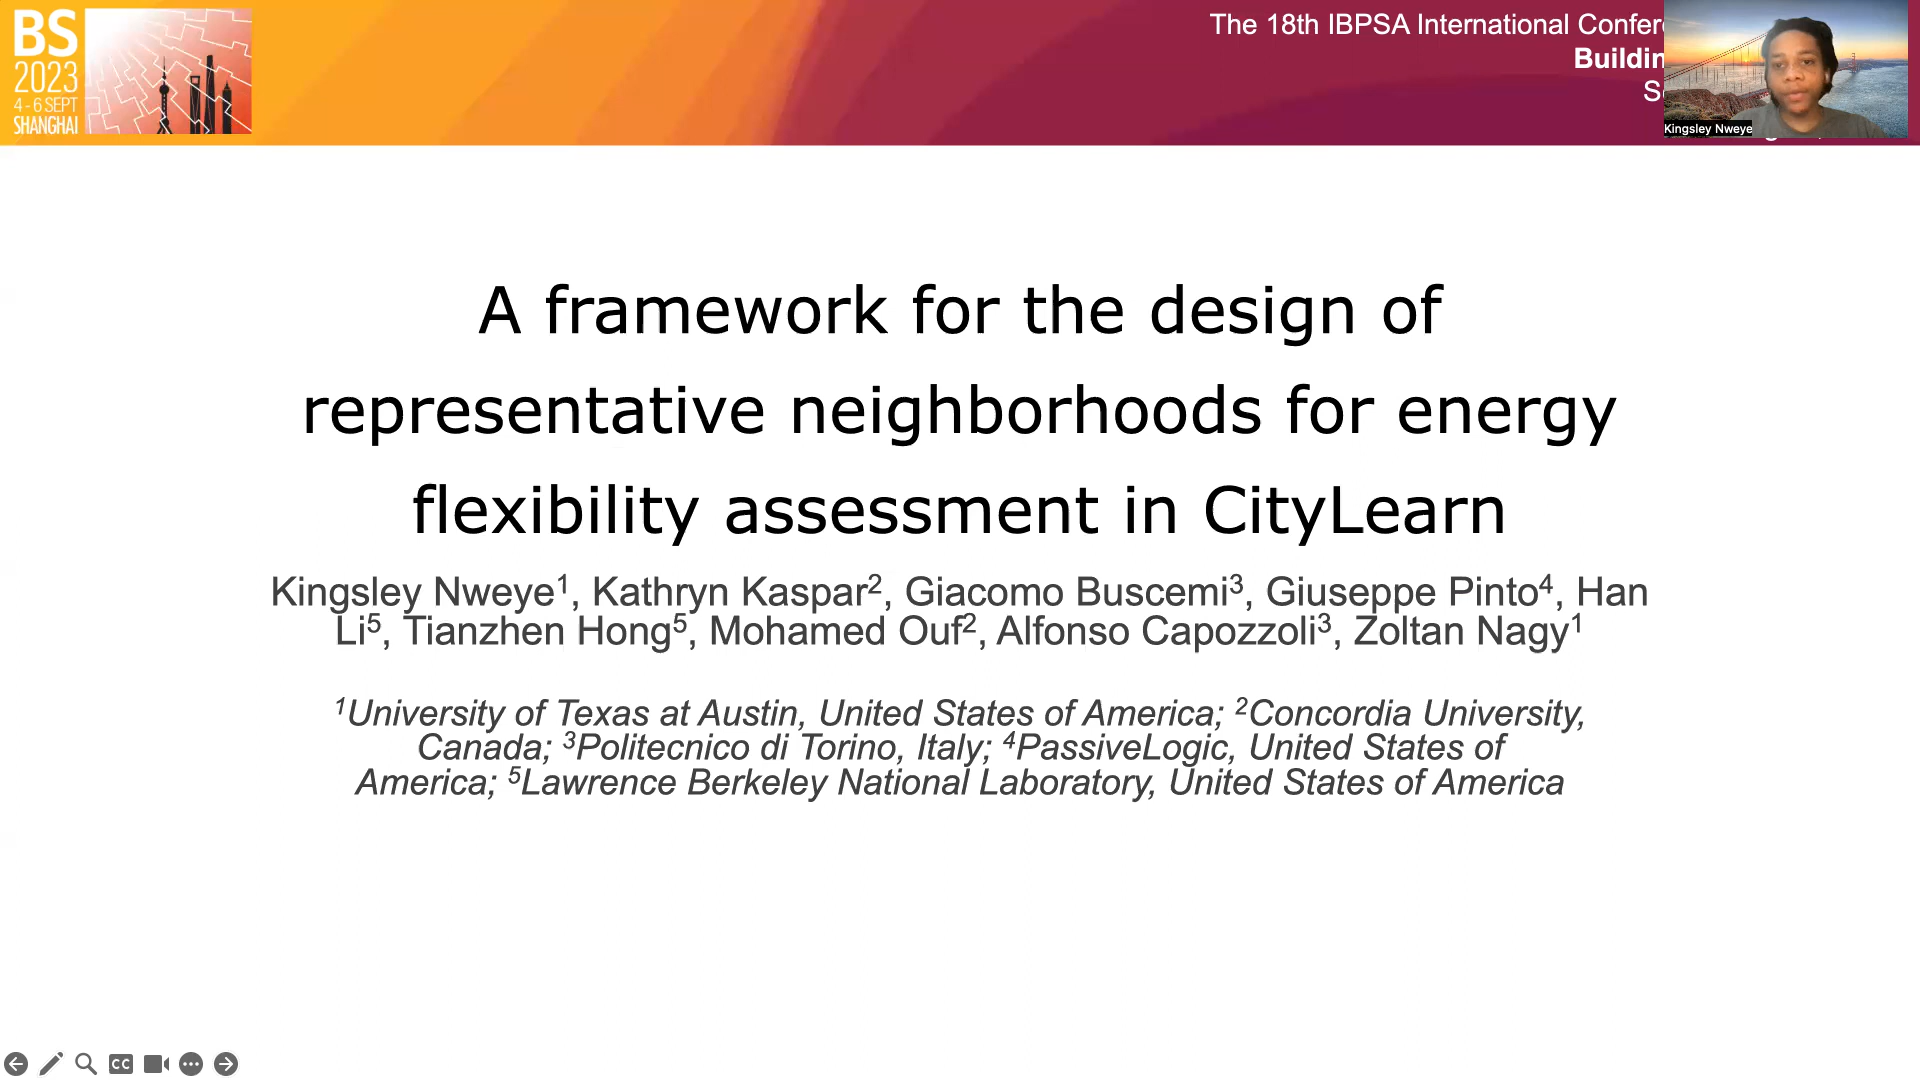 BS
2023
4 - 6 SEPT
SHANGHAI
The 18th IBPSA International
Kingsley Nweye
A framework for the design of
representative neighborhoods for energy
flexibility assessment in CityLearn
Kingsley Nweye¹, Kathryn Kaspar², Giacomo Buscemi³, Giuseppe Pinto⁴, Han
Li⁵, Tianzhen Hong⁵, Mohamed Ouf², Alfonso Capozzoli³, Zoltan Nagy¹
¹University of Texas at Austin, United States of America; ²Concordia University,
Canada; ³Politecnico di Torino, Italy; ⁴PassiveLogic, United States of
America; ⁵Lawrence Berkeley National Laboratory, United States of America
CC